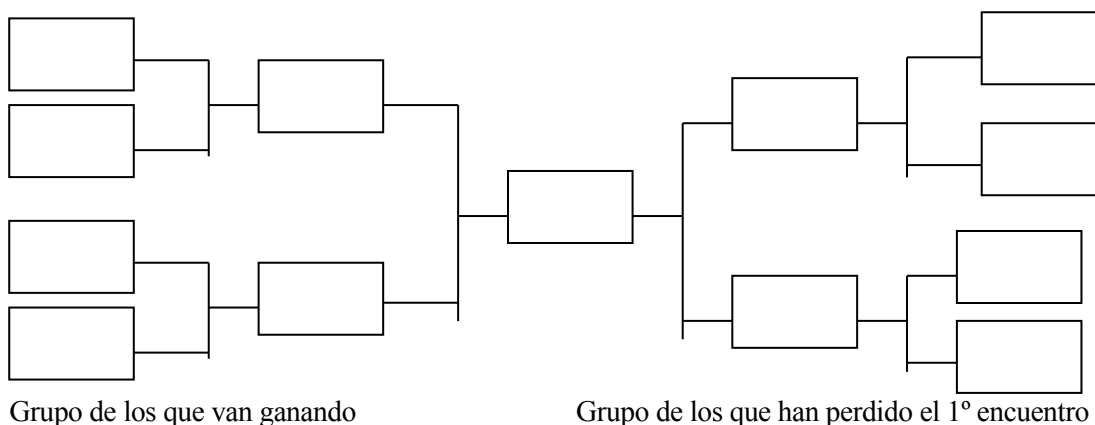 Grupo de los que van ganando
Grupo de los que han perdido el 1º encuentro